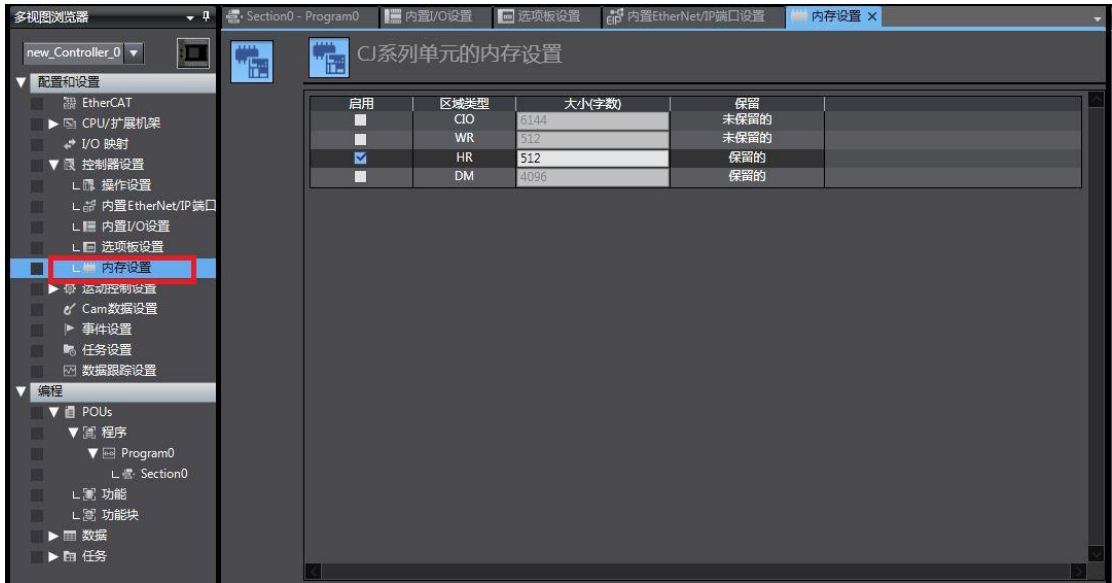 多视图浏览器
Section0 - Program0
内置I/O设置
选项板设置
内置EtherNet/IP端口设置
内存设置
new_Controller_0
CJ系列单元的内存设置
配置和设置
EtherCAT
CPU/扩展机架
I/O 映射
控制器设置
操作设置
内置EtherNet/IP端口
内置I/O设置
选项板设置
内存设置
运动控制设置
Cam数据设置
事件设置
任务设置
数据跟踪设置
编程
POUs
程序
Program0
Section0
功能
功能块
数据
任务
启用 区域类型 大小(字数) 保留
CIO 6144 未保留的
WR 512 未保留的
HR 512 保留的
DM 4096 保留的